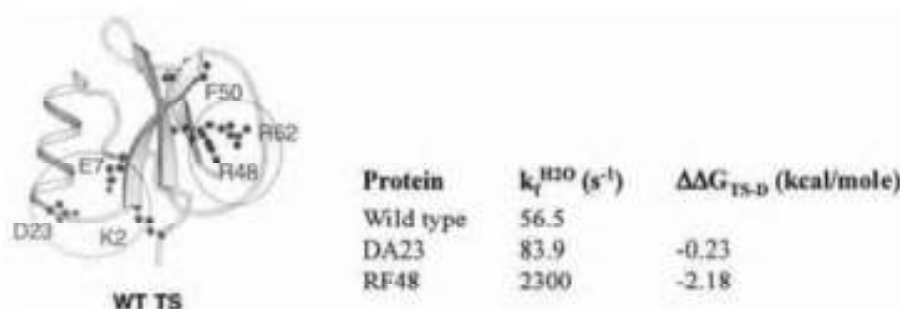 F50
R62
E7
R48
D23
K2
WT TS
Protein k_f^H2O (s^-1) ΔΔG_TS-D (kcal/mole)
Wild type 56.5
DA23 83.9 -0.23
RF48 2300 -2.18